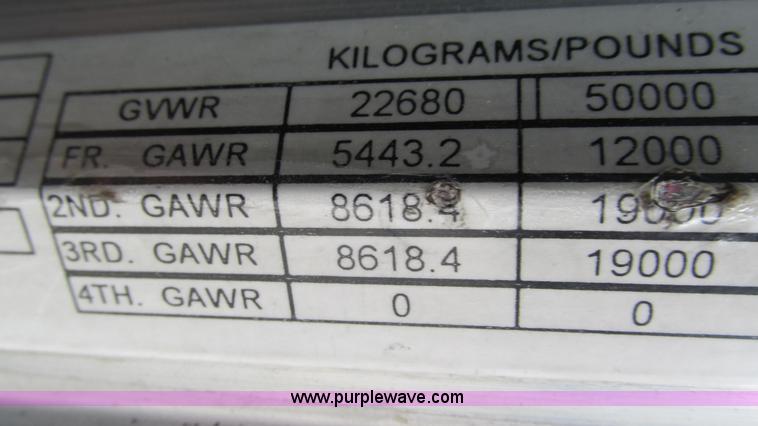 KILOGRAMS/POUNDS
GVWR 22680 50000
FR. GAWR 5443.2 12000
2ND. GAWR 8618.4 19000
3RD. GAWR 8618.4 19000
4TH. GAWR 0 0
www.purplewave.com